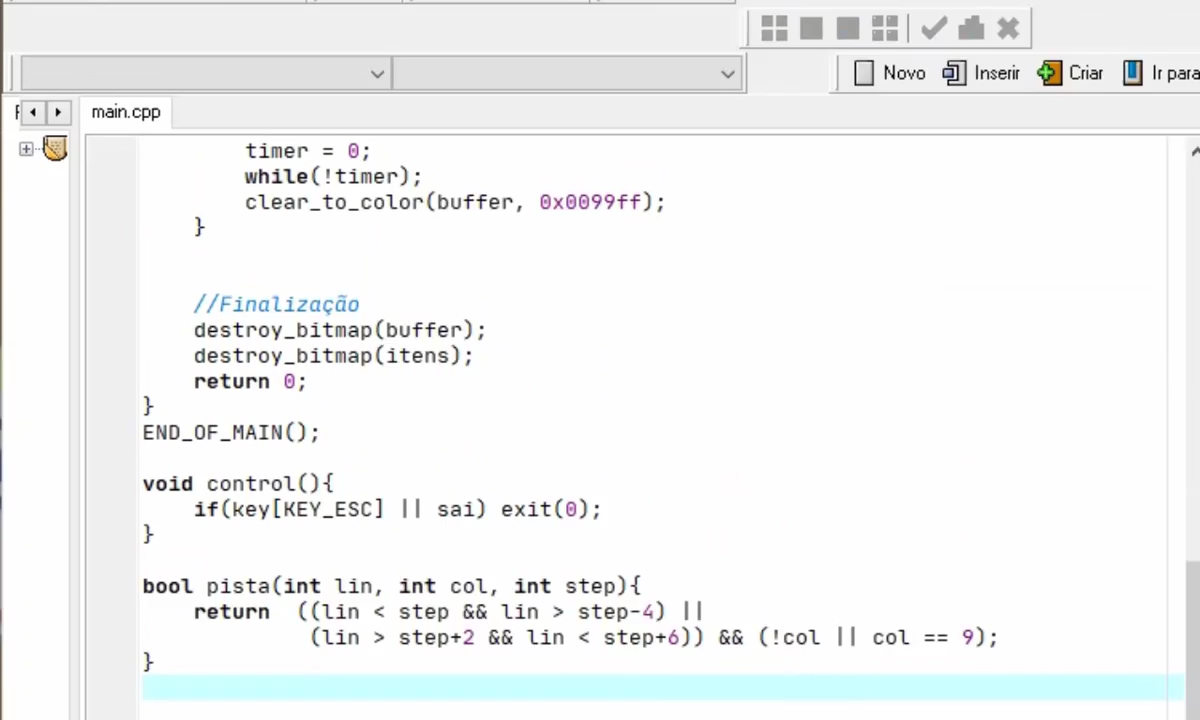 Novo Inserir Criar Ir para
main.cpp
timer = 0;
while(!timer);
clear_to_color(buffer, 0x0099ff);
}
//Finalização
destroy_bitmap(buffer);
destroy_bitmap(itens);
return 0;
}
END_OF_MAIN();
void control(){
if(key[KEY_ESC] || sai) exit(0);
}
bool pista(int lin, int col, int step){
return ((lin < step && lin > step-4) ||
(lin > step+2 && lin < step+6)) && (!col || col == 9);
}